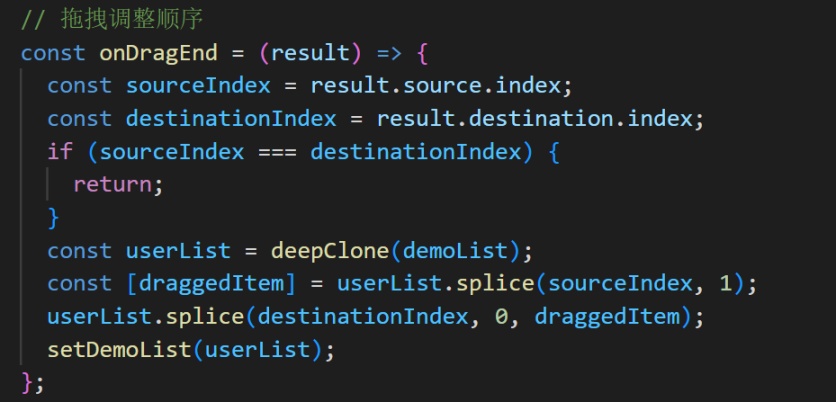 // 拖拽调整顺序
const onDragEnd = (result) => {
  const sourceIndex = result.source.index;
  const destinationIndex = result.destination.index;
  if (sourceIndex === destinationIndex) {
    return;
  }
  const userList = deepClone(demoList);
  const [draggedItem] = userList.splice(sourceIndex, 1);
  userList.splice(destinationIndex, 0, draggedItem);
  setDemoList(userList);
};